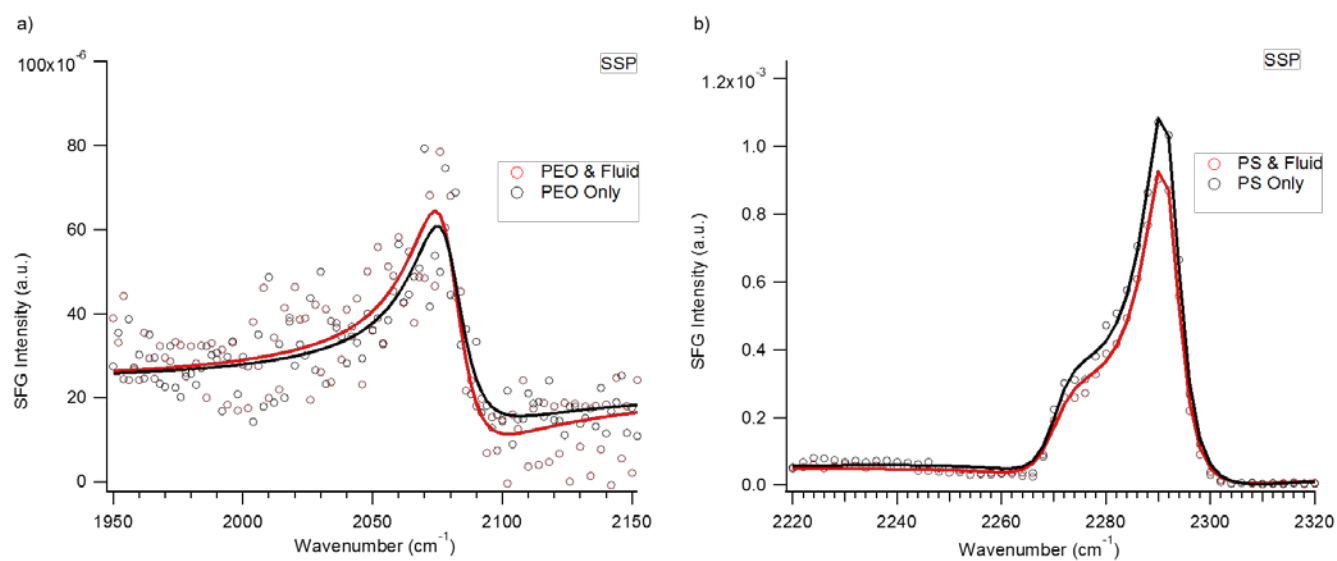 a)
SSP
100x10⁻⁶
80
60
40
20
0
SFG Intensity (a.u.)
PEO & Fluid
PEO Only
1950
2000
2050
2100
2150
Wavenumber (cm⁻¹)
b)
SSP
1.2x10⁻³
1.0
0.8
0.6
0.4
0.2
0.0
SFG Intensity (a.u.)
PS & Fluid
PS Only
2220
2240
2260
2280
2300
2320
Wavenumber (cm⁻¹)